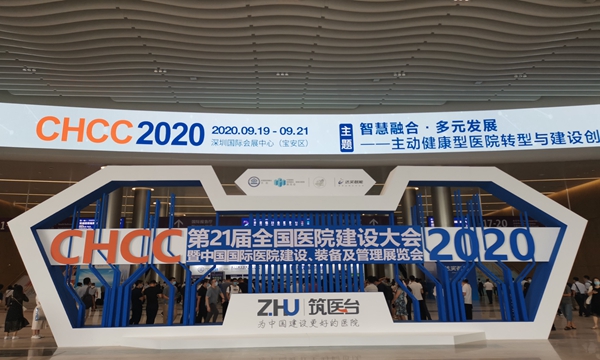 CHCC2020
2020.09.19 - 09.21
深圳国际会展中心（宝安区）
主题
智慧融合·多元发展
——主动健康型医院转型与建设创
CHCC
第21届全国医院建设大会
暨中国国际医院建设、装备及管理展览会
2020
ZHU 筑医台
为中国建设更好的医院